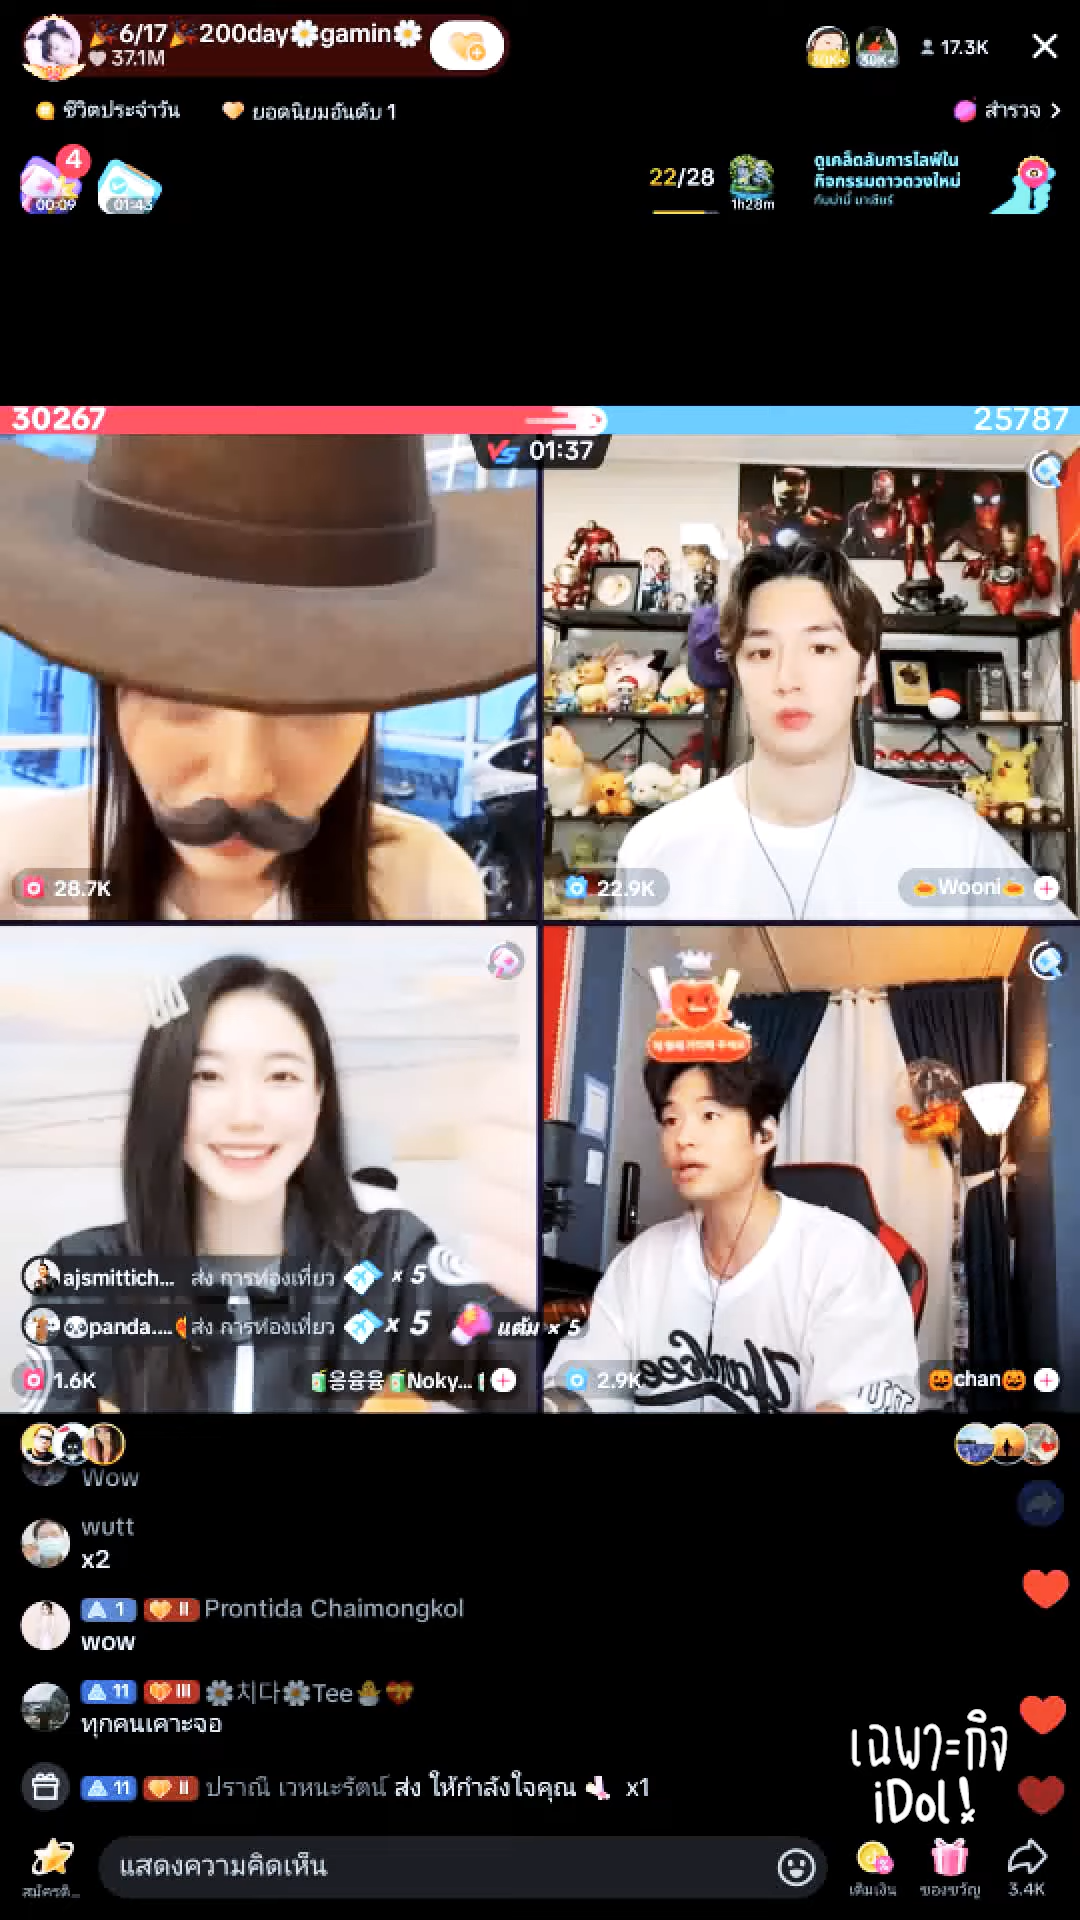 🎉6/17🎉200day🌼gamin🌼
37.1M
30K+
30K+
17.3K
ชีวิตประจำวัน
ยอดนิยมอันดับ 1
สำรวจ
4
00:09
01:43
22/28
1h28m
ดูเคล็ดลับการไลฟ์ใน
กิจกรรมดาวดวงใหม่
30267
25787
VS 01:37
28.7K
22.9K
Wooni
ajsmittich... ส่ง การท่องเที่ยว x 5
🐼panda.... ส่ง การท่องเที่ยว x 5
แต้ม x 5
1.6K
응융융 Noky...
2.9K
🎃chan🎃
Yankee
Wow
wutt
x2
1 II Prontida Chaimongkol
wow
11 III 🌼치다🌼Tee🐥💝
ทุกคนเคาะจอ
11 II ปราณี เวหนะรัตน์ ส่ง ให้กำลังใจคุณ x1
เฉพาะกิจ
iDol!
สมัครติ...
แสดงความคิดเห็น
เติมเงิน
ของขวัญ
3.4K